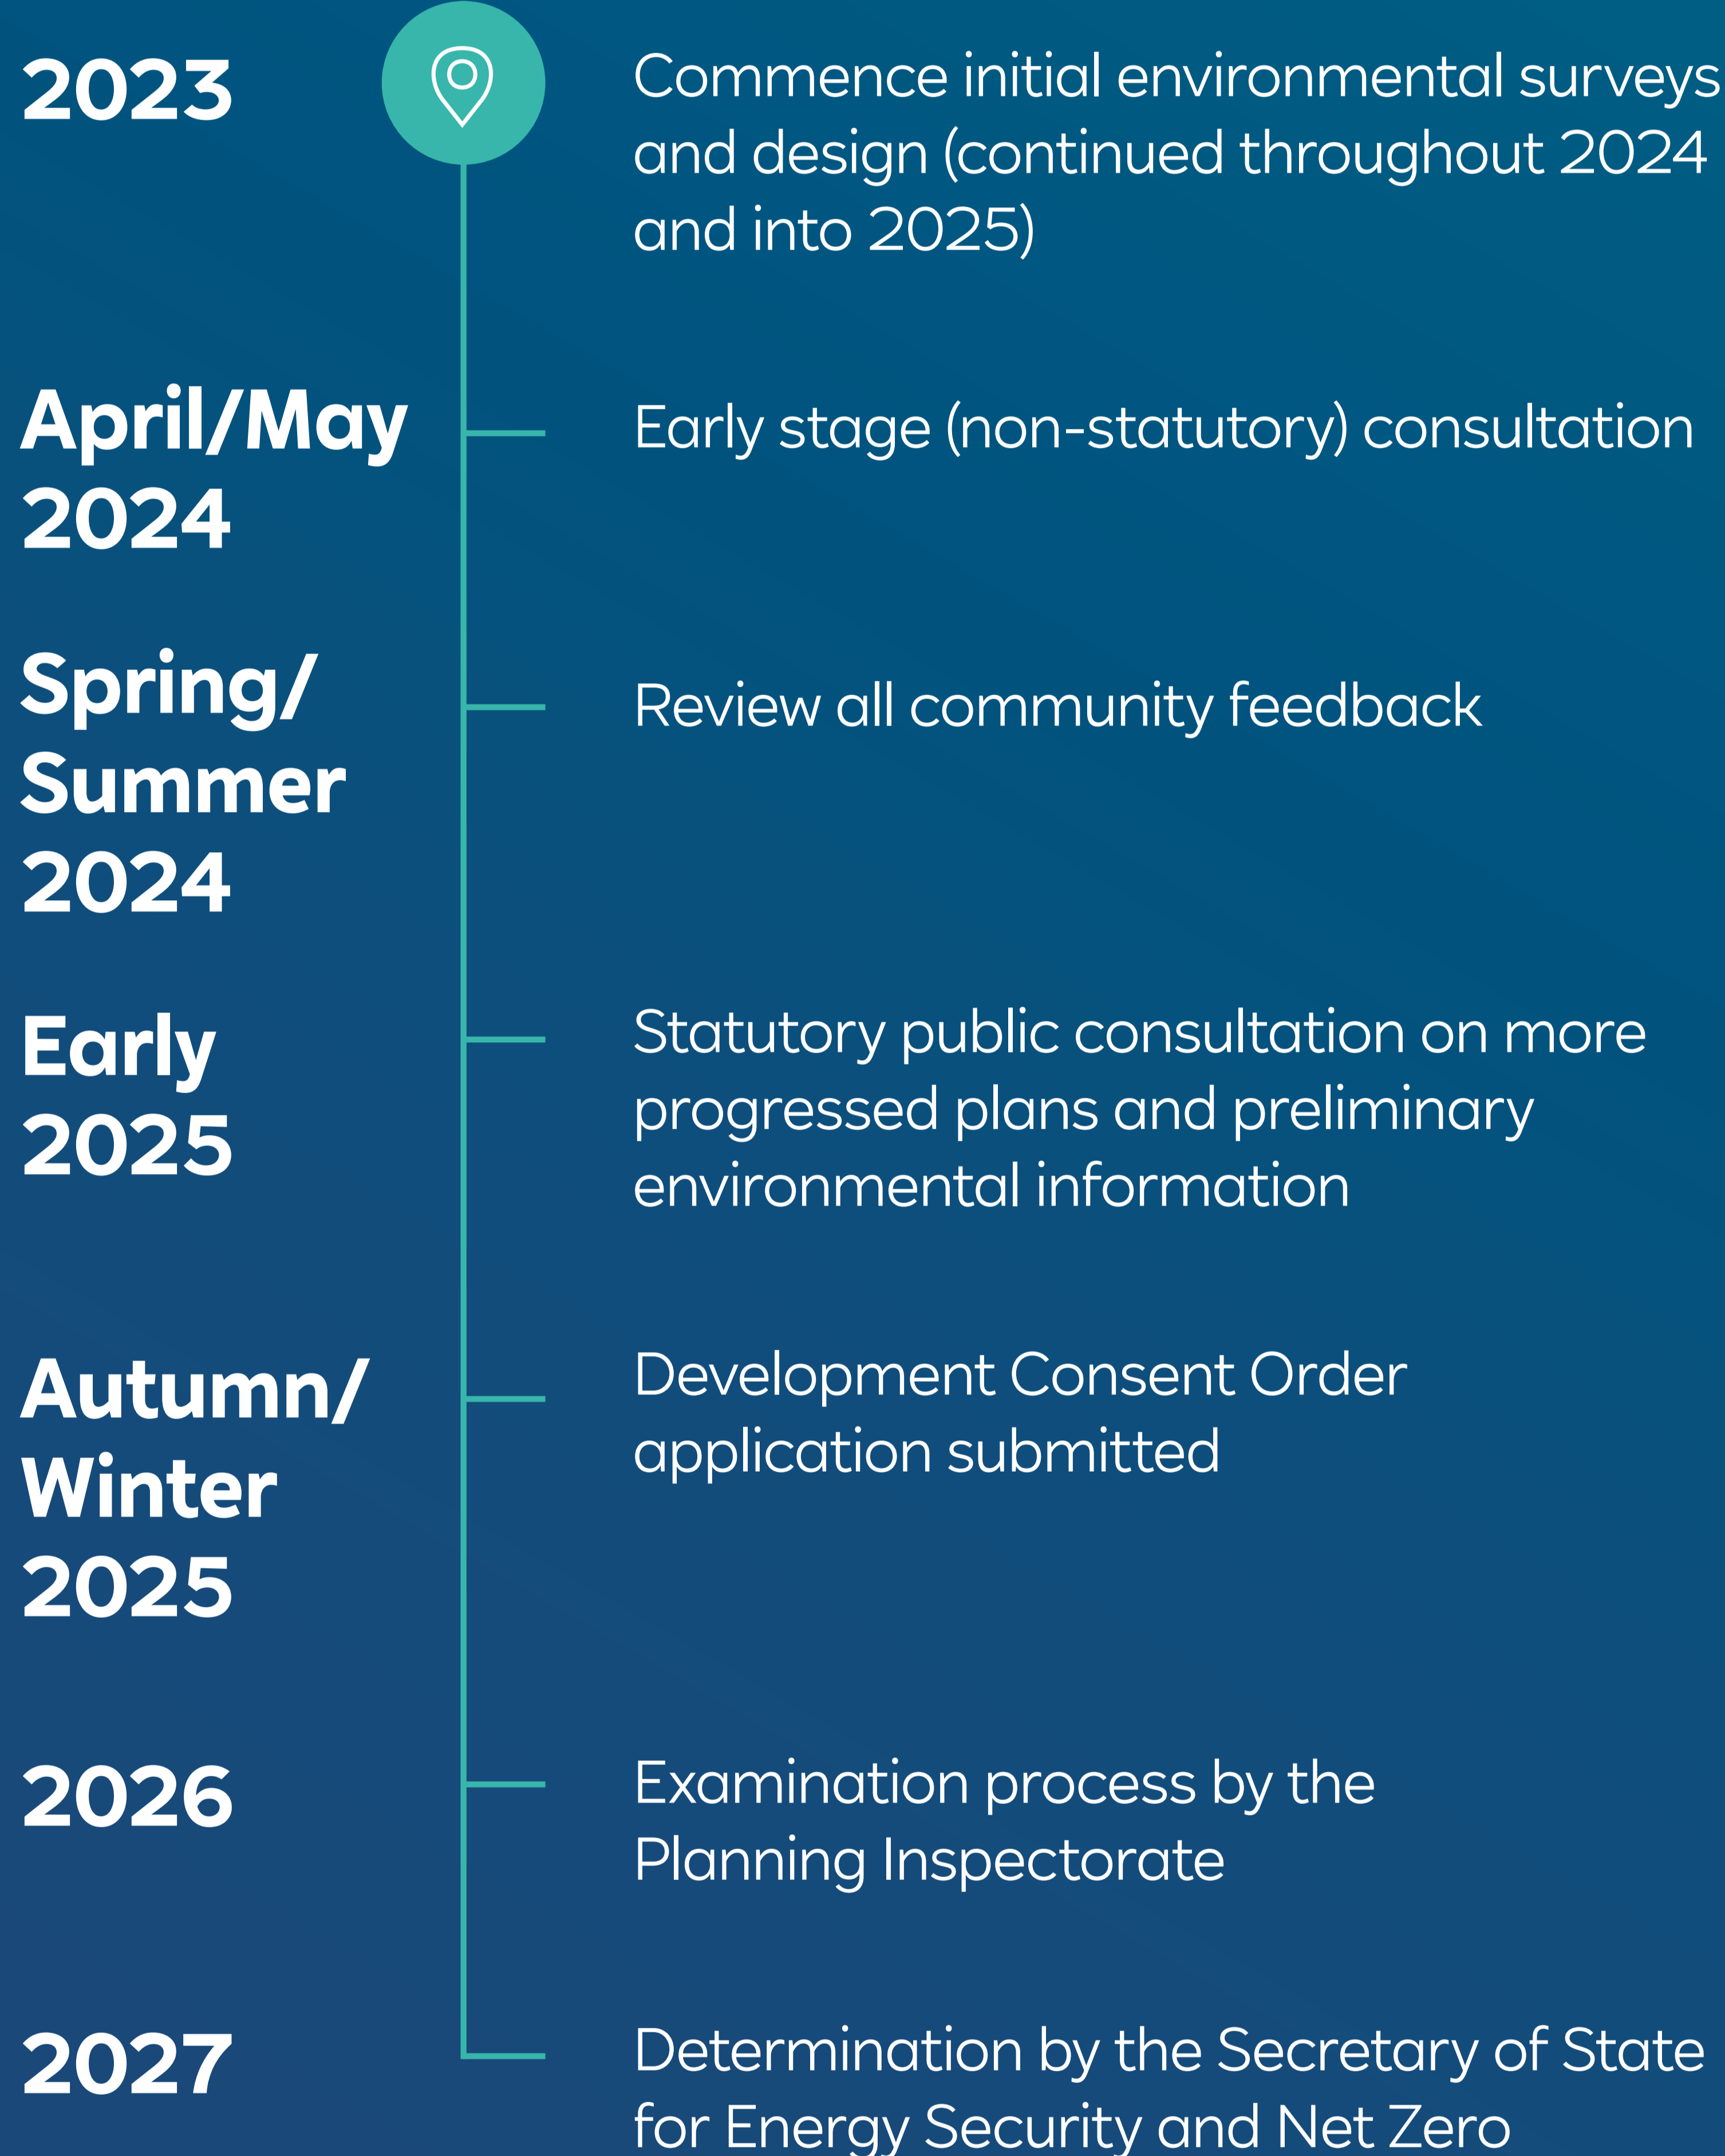 2023
Commence initial environmental surveys
and design (continued throughout 2024
and into 2025)
April/May
2024
Early stage (non-statutory) consultation
Spring/
Summer
2024
Review all community feedback
Early
2025
Statutory public consultation on more
progressed plans and preliminary
environmental information
Autumn/
Winter
2025
Development Consent Order
application submitted
2026
Examination process by the
Planning Inspectorate
2027
Determination by the Secretary of State
for Energy Security and Net Zero